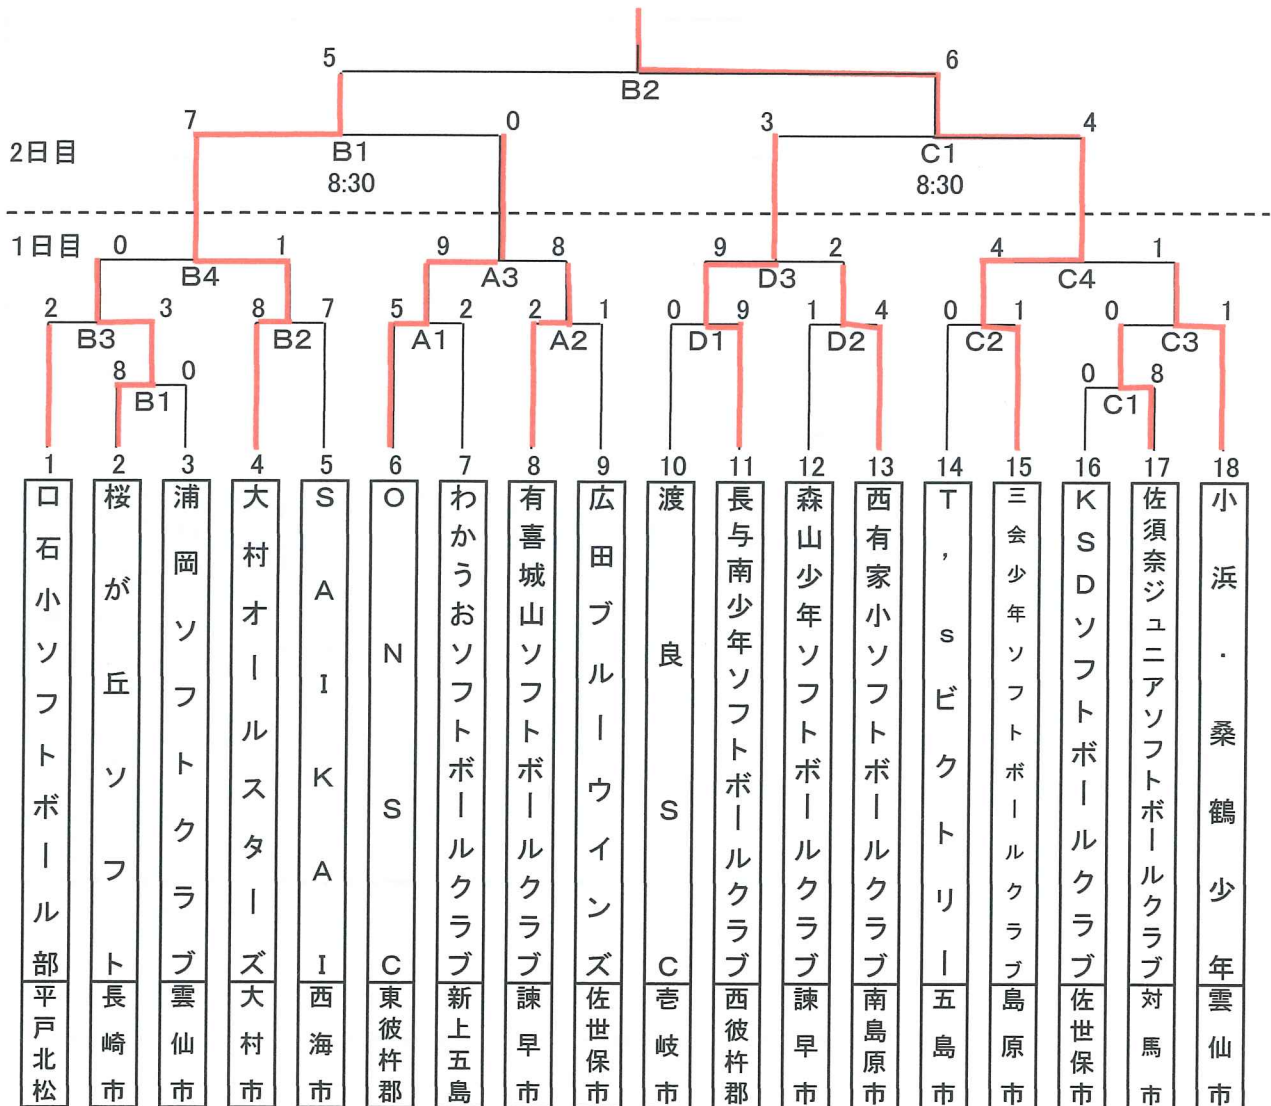 5 6
B2
7 0 3 4
2日目
B1 C1
8:30 8:30
1日目
0 1 9 8 9 2 4 1
B4 A3 D3 C4
2 3 8 7 5 2 2 1 0 9 1 4 0 1 0 1
B3 B2 A1 A2 D1 D2 C2 C3
8 0 0 8
B1 C1
1 2 3 4 5 6 7 8 9 10 11 12 13 14 15 16 17 18
口石小ソフトボール部
平戸北松
桜が丘ソフト
長崎市
浦岡ソフトクラブ
雲仙市
大村オールスターズ
大村市
SAIKAI
西海市
ONSC
東彼杵郡
わかうおソフトボールクラブ
新上五島
有喜城山ソフトボールクラブ
諫早市
広田ブルーウインズ
佐世保市
渡良SC
壱岐市
長与南少年ソフトボールクラブ
西彼杵郡
森山少年ソフトボールクラブ
諫早市
西有家小ソフトボールクラブ
南島原市
T'sビクトリー
五島市
三会少年ソフトボールクラブ
島原市
KSDソフトボールクラブ
佐世保市
佐須奈ジュニアソフトボールクラブ
対馬市
小浜・桑鶴少年
雲仙市